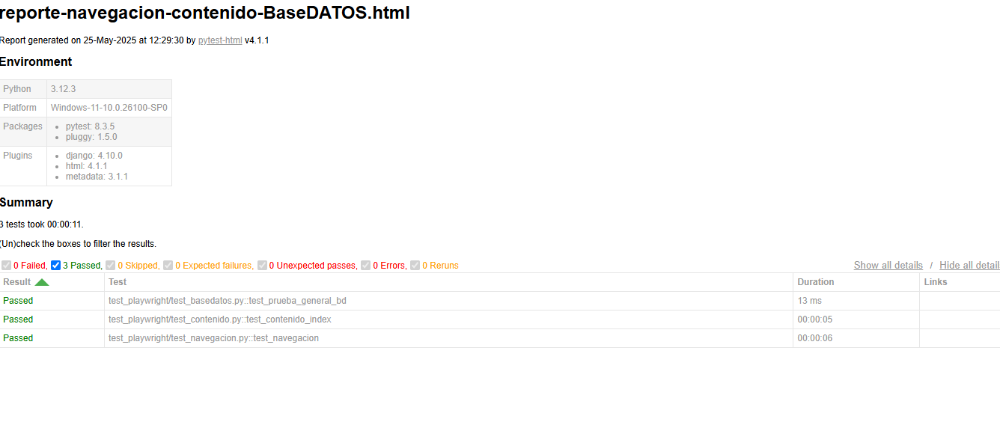 reporte-navegacion-contenido-BaseDATOS.html
Report generated on 25-May-2025 at 12:29:30 by pytest-html v4.1.1
Environment
Python 3.12.3
Platform Windows-11-10.0.26100-SP0
Packages
pytest: 8.3.5
pluggy: 1.5.0
Plugins
django: 4.10.0
html: 4.1.1
metadata: 3.1.1
Summary
3 tests took 00:00:11.
(Un)check the boxes to filter the results.
0 Failed, 3 Passed, 0 Skipped, 0 Expected failures, 0 Unexpected passes, 0 Errors, 0 Reruns Show all details / Hide all detail
Result Test Duration Links
Passed test_playwright/test_basedatos.py::test_prueba_general_bd 13 ms
Passed test_playwright/test_contenido.py::test_contenido_index 00:00:05
Passed test_playwright/test_navegacion.py::test_navegacion 00:00:06